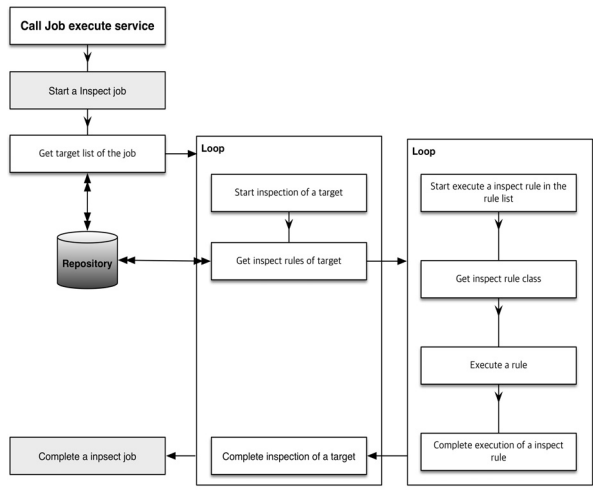 Call Job execute service
Start a Inspect job
Get target list of the job
Repository
Loop
Start inspection of a target
Get inspect rules of target
Loop
Start execute a inspect rule in the
rule list
Get inspect rule class
Execute a rule
Complete execution of a inspect
rule
Complete inspection of a target
Complete a inpsect job